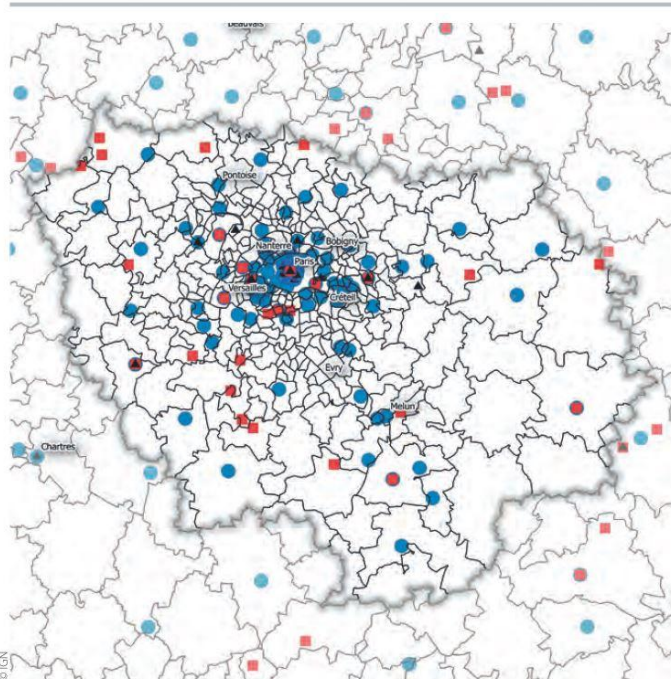 Beauvais
Pontoise
Nanterre
Bobigny
Paris
Versailles
Créteil
Evry
Melun
Chartres
© IGN